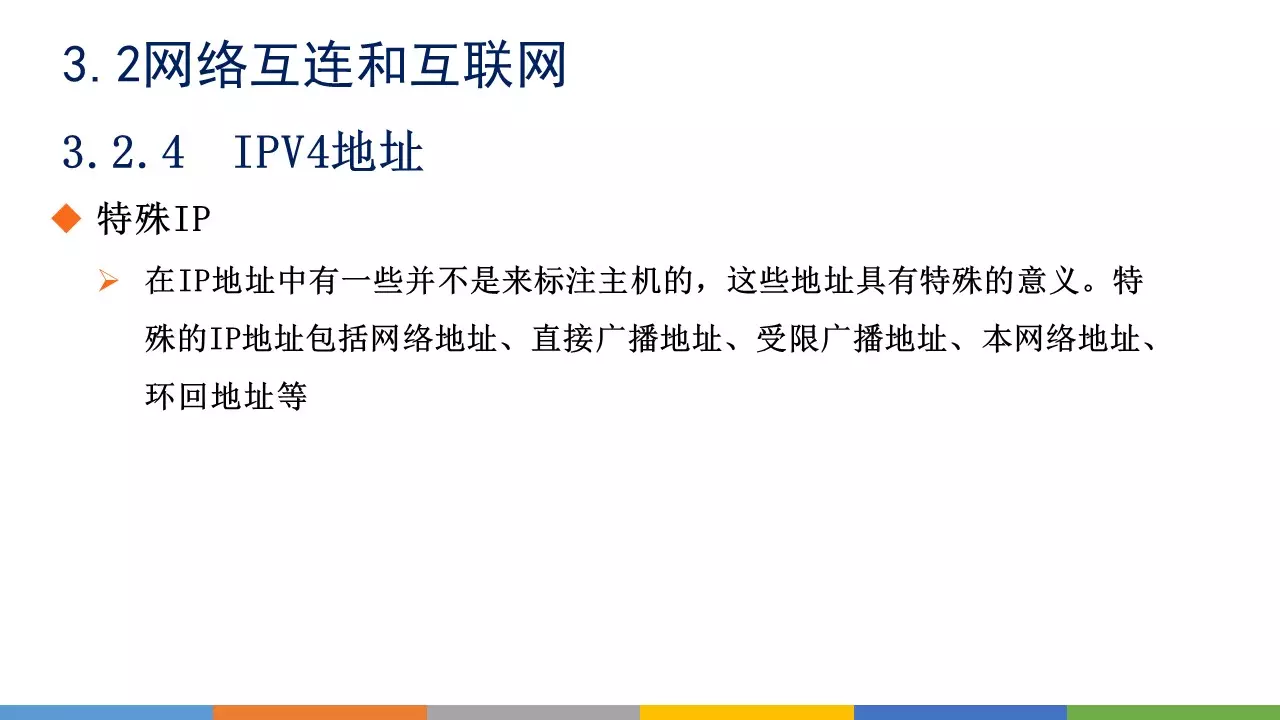 3.2网络互连和互联网
3.2.4 IPV4地址
特殊IP
在IP地址中有一些并不是来标注主机的，这些地址具有特殊的意义。特
殊的IP地址包括网络地址、直接广播地址、受限广播地址、本网络地址、
环回地址等